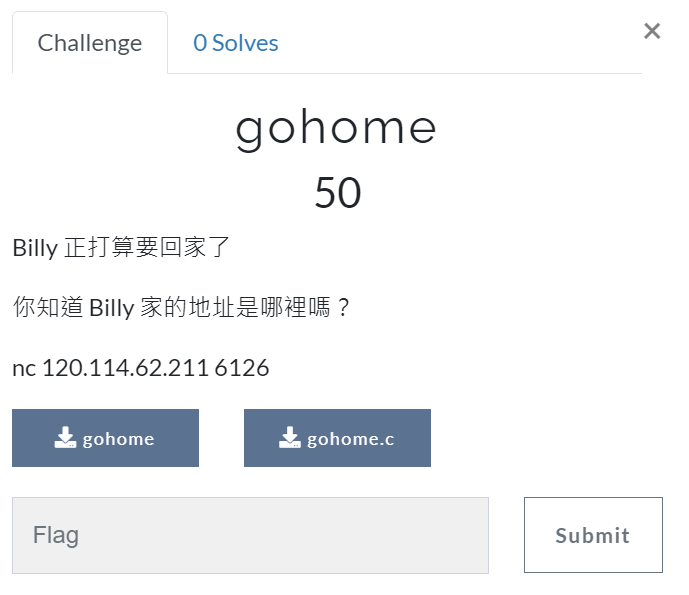 Challenge
0 Solves
×
gohome
50
Billy 正打算要回家了
你知道 Billy 家的地址是哪裡嗎？
nc 120.114.62.211 6126
gohome
gohome.c
Flag
Submit